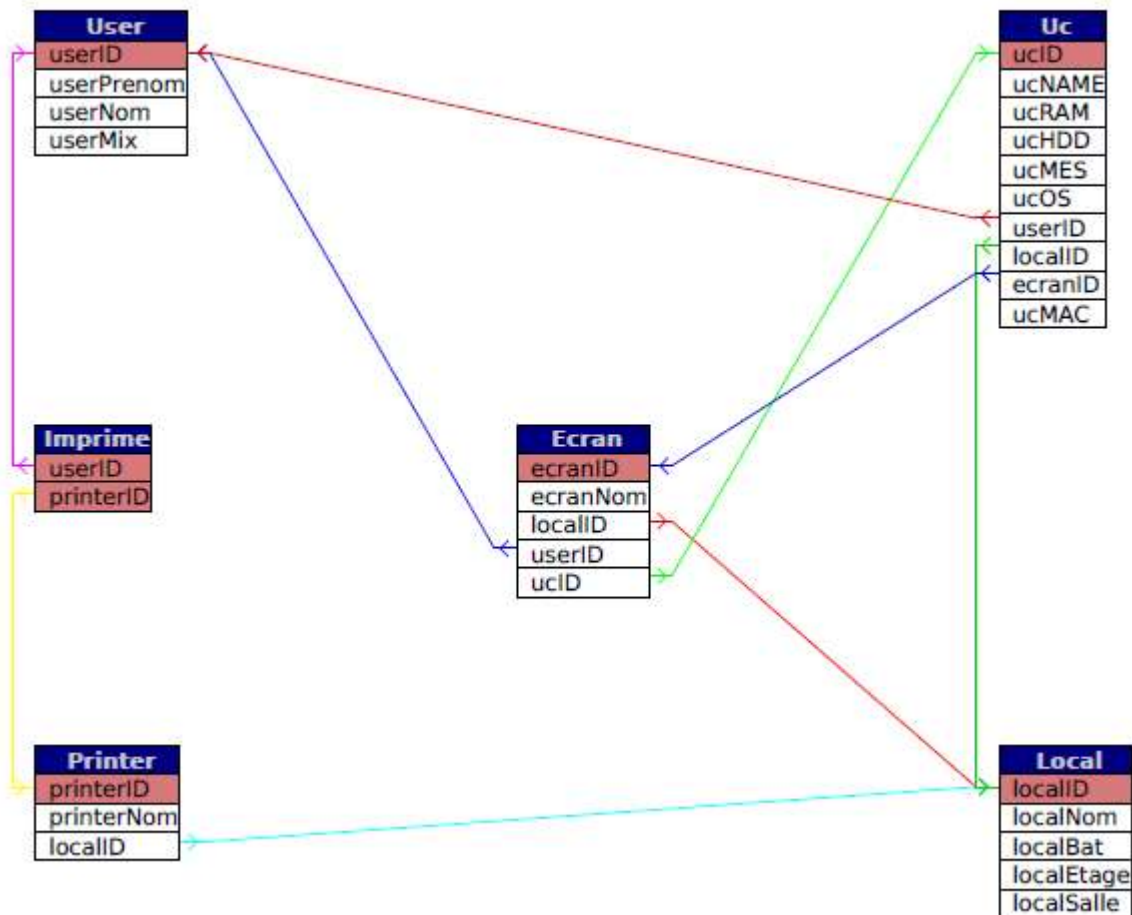 User
userID
userPrenom
userNom
userMix
Uc
ucID
ucNAME
ucRAM
ucHDD
ucMES
ucOS
userID
localID
ecranID
ucMAC
Imprime
userID
printerID
Ecran
ecranID
ecranNom
localID
userID
ucID
Printer
printerID
printerNom
localID
Local
localID
localNom
localBat
localEtage
localSalle